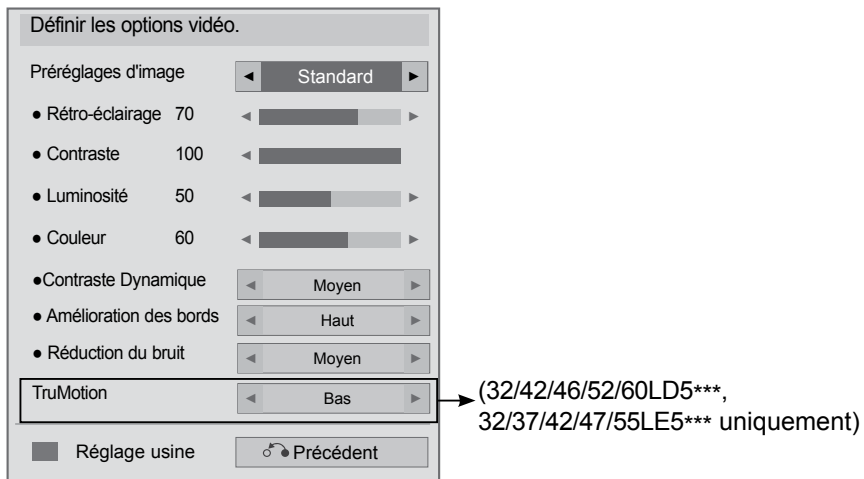 Définir les options vidéo.
Préréglages d'image ◄ Standard ►
● Rétro-éclairage 70 ◄ ►
● Contraste 100 ◄
● Luminosité 50 ◄ ►
● Couleur 60 ◄ ►
●Contraste Dynamique ◄ Moyen ►
● Amélioration des bords ◄ Haut ►
● Réduction du bruit ◄ Moyen ►
TruMotion ◄ Bas ►
(32/42/46/52/60LD5***,
32/37/42/47/55LE5*** uniquement)
Réglage usine Précédent